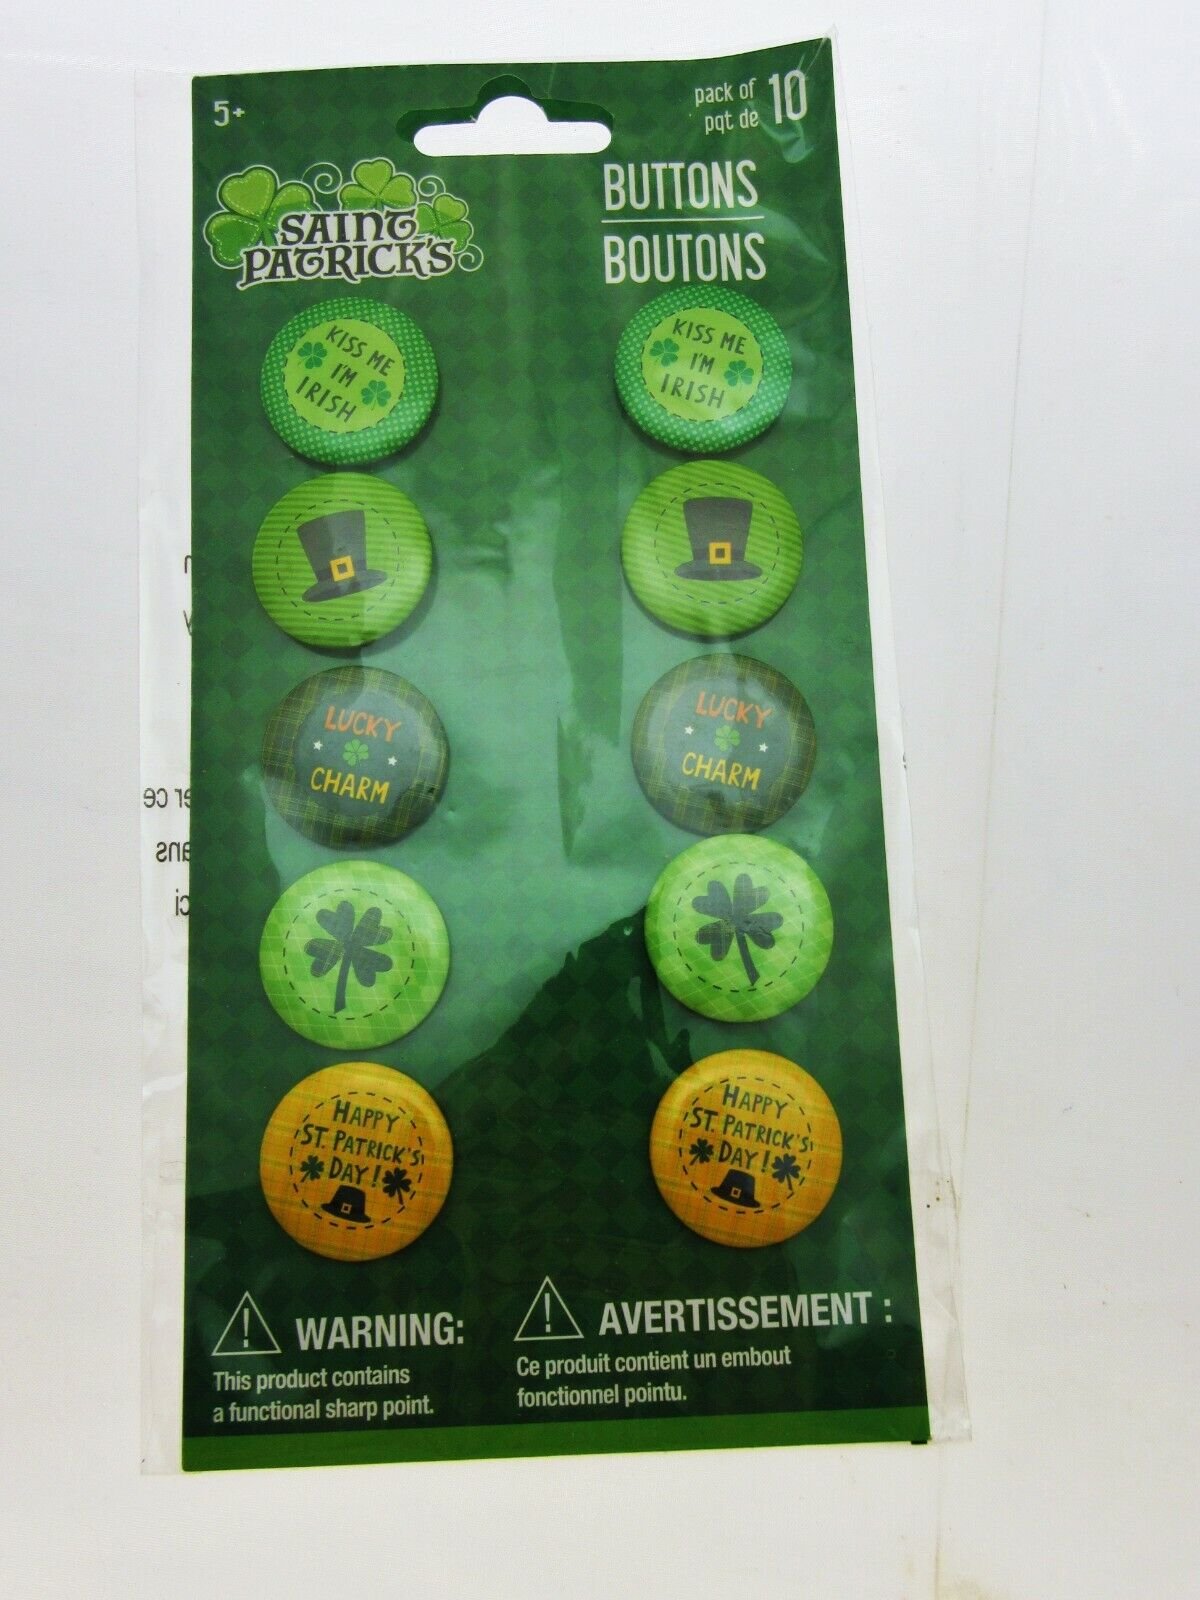 5+
pack of 10
pqt de
SAINT
PATRICK'S
BUTTONS
BOUTONS
KISS ME
I'M
IRISH
KISS ME
I'M
IRISH
LUCKY
CHARM
LUCKY
CHARM
HAPPY
ST. PATRICK'S
DAY!
HAPPY
ST. PATRICK'S
DAY!
WARNING:
This product contains
a functional sharp point.
AVERTISSEMENT :
Ce produit contient un embout
fonctionnel pointu.